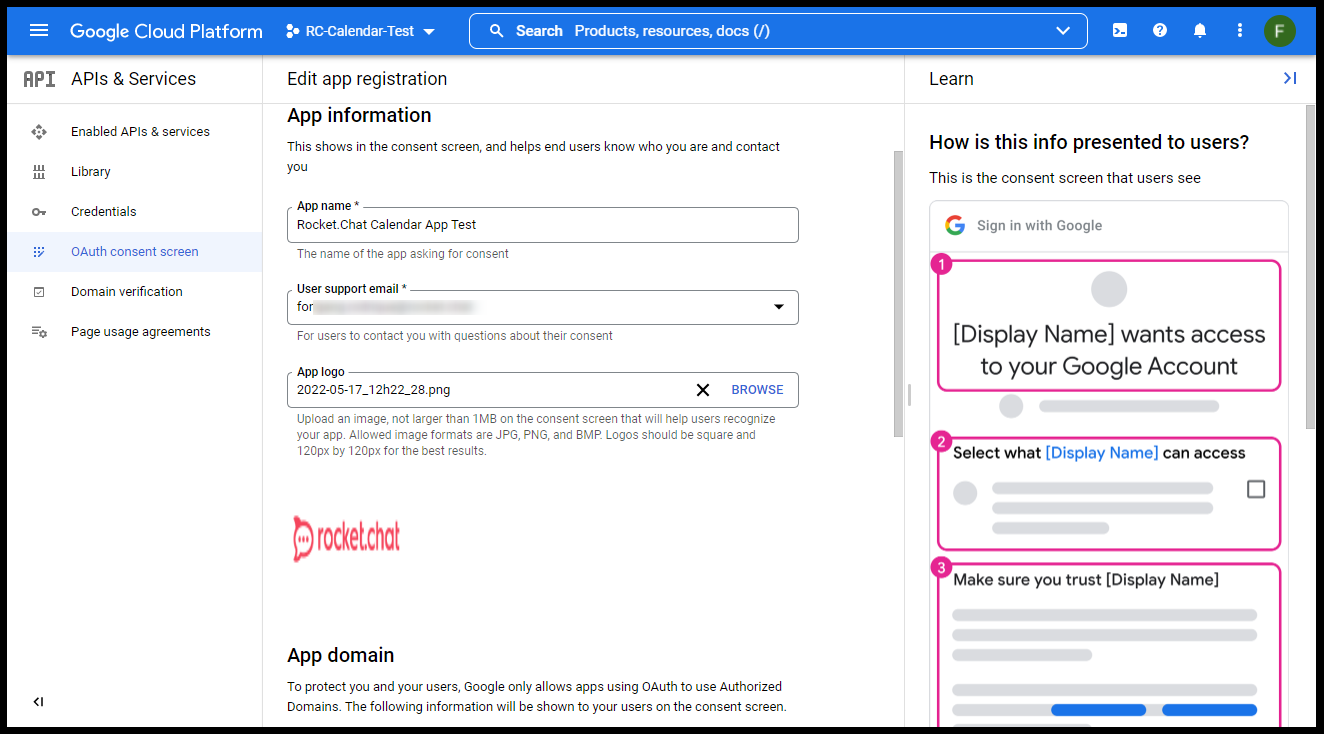 Google Cloud Platform
RC-Calendar-Test
Search Products, resources, docs (/)
F
API APIs & Services
Enabled APIs & services
Library
Credentials
OAuth consent screen
Domain verification
Page usage agreements
Edit app registration
App information
This shows in the consent screen, and helps end users know who you are and contact
you
App name *
Rocket.Chat Calendar App Test
The name of the app asking for consent
User support email *
for
For users to contact you with questions about their consent
App logo
2022-05-17_12h22_28.png
BROWSE
Upload an image, not larger than 1MB on the consent screen that will help users recognize
your app. Allowed image formats are JPG, PNG, and BMP. Logos should be square and
120px by 120px for the best results.
rocket.chat
App domain
To protect you and your users, Google only allows apps using OAuth to use Authorized
Domains. The following information will be shown to your users on the consent screen.
Learn
How is this info presented to users?
This is the consent screen that users see
G Sign in with Google
1
[Display Name] wants access
to your Google Account
2
Select what [Display Name] can access
3
Make sure you trust [Display Name]